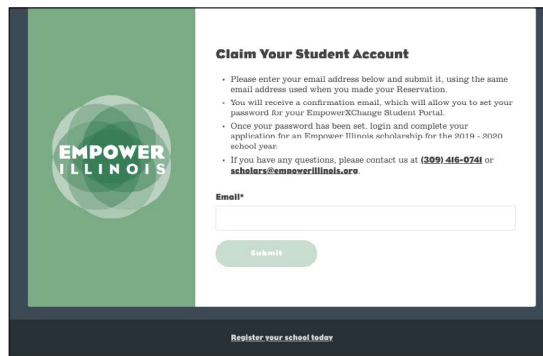 EMPOWER
ILLINOIS
Claim Your Student Account
• Please enter your email address below and submit it, using the same
email address used when you made your Reservation.
• You will receive a confirmation email, which will allow you to set your
password for your EmpowerXChange Student Portal.
• Once your password has been set, login and complete your
application for an Empower Illinois scholarship for the 2019 - 2020
school year.
• If you have any questions, please contact us at (309) 416-0741 or
scholars@empowerillinois.org.
Email*
Submit
Register your school today